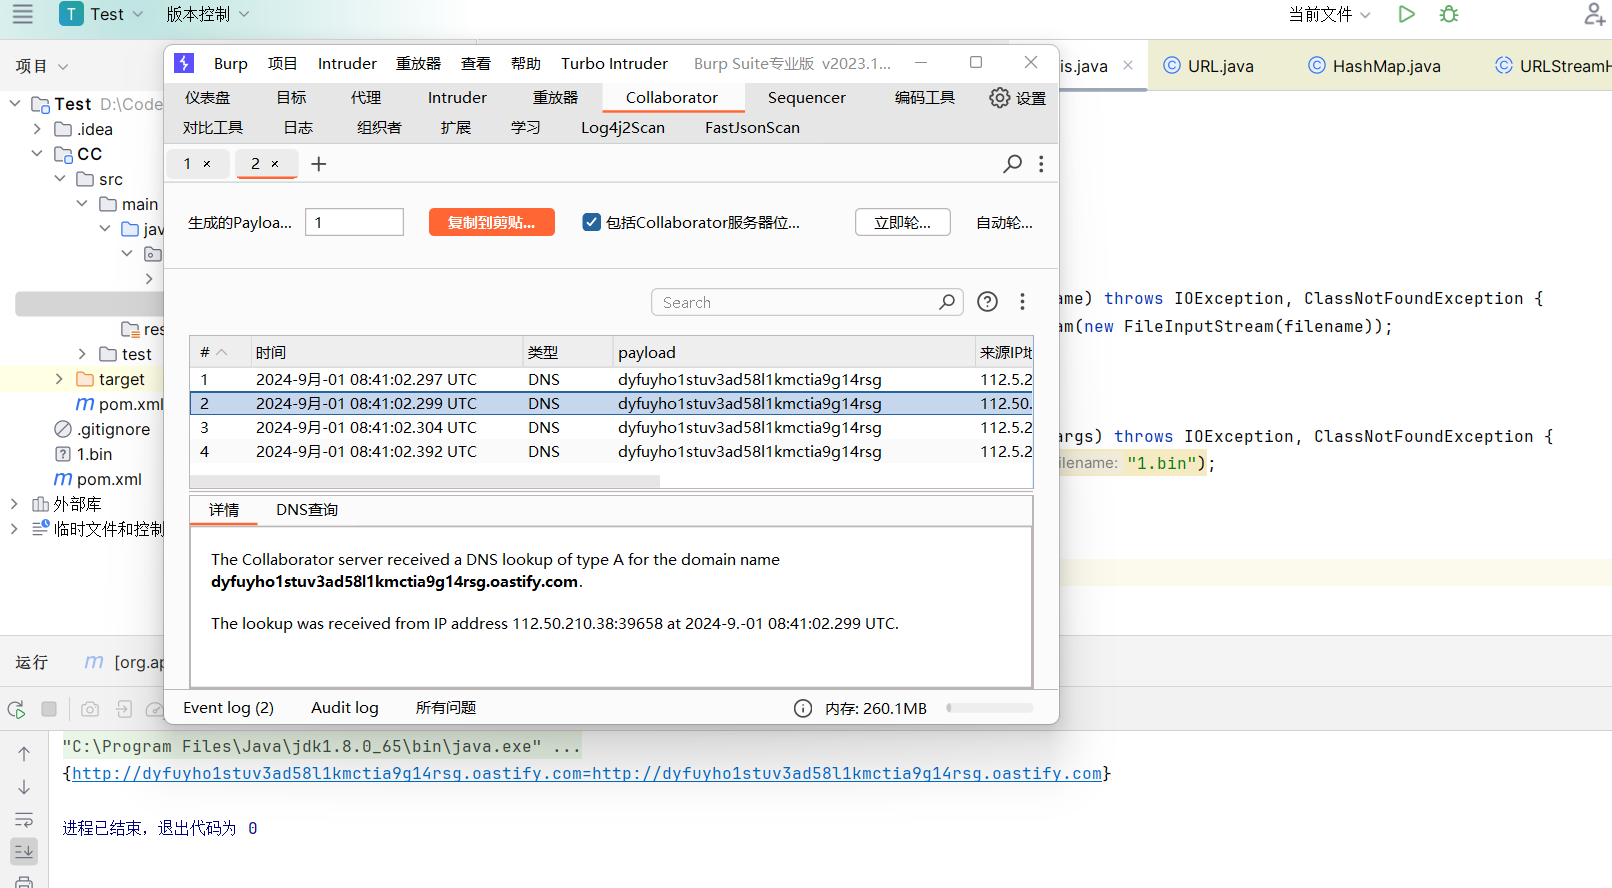 T Test 版本控制 当前文件
项目
Test D:\Code
.idea
CC
src
main
jav
res
test
target
pom.xml
.gitignore
1.bin
pom.xml
外部库
临时文件和控制
Burp 项目 Intruder 重放器 查看 帮助 Turbo Intruder Burp Suite专业版 v2023.1...
仪表盘 目标 代理 Intruder 重放器 Collaborator Sequencer 编码工具 设置
对比工具 日志 组织者 扩展 学习 Log4j2Scan FastJsonScan
1 × 2 × +
生成的Payloa... 1 复制到剪贴... 包括Collaborator服务器位... 立即轮... 自动轮...
Search
# 时间 类型 payload 来源IP地
1 2024-9月-01 08:41:02.297 UTC DNS dyfuyho1stuv3ad58l1kmctia9g14rsg 112.5.2
2 2024-9月-01 08:41:02.299 UTC DNS dyfuyho1stuv3ad58l1kmctia9g14rsg 112.50.
3 2024-9月-01 08:41:02.304 UTC DNS dyfuyho1stuv3ad58l1kmctia9g14rsg 112.5.2
4 2024-9月-01 08:41:02.392 UTC DNS dyfuyho1stuv3ad58l1kmctia9g14rsg 112.5.2
详情 DNS查询
The Collaborator server received a DNS lookup of type A for the domain name
dyfuyho1stuv3ad58l1kmctia9g14rsg.oastify.com.
The lookup was received from IP address 112.50.210.38:39658 at 2024-9.-01 08:41:02.299 UTC.
Event log (2) Audit log 所有问题 内存: 260.1MB
is.java × URL.java HashMap.java URLStreamH
ame) throws IOException, ClassNotFoundException {
am(new FileInputStream(filename));
args) throws IOException, ClassNotFoundException {
ilename: "1.bin");
运行 m [org.ap
"C:\Program Files\Java\jdk1.8.0_65\bin\java.exe" ...
{http://dyfuyho1stuv3ad58l1kmctia9g14rsg.oastify.com=http://dyfuyho1stuv3ad58l1kmctia9g14rsg.oastify.com}
进程已结束，退出代码为 0